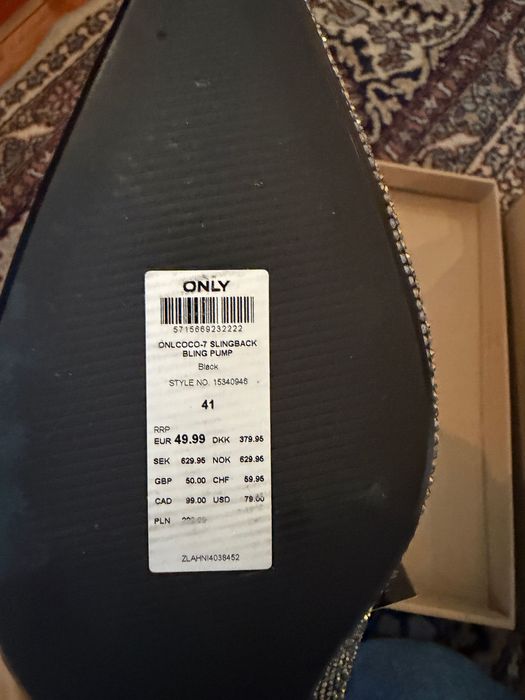 ONLY
5715669232222
ONLCOCO-7 SLINGBACK
BLING PUMP
Black
STYLE NO. 15340946
41
RRP
EUR 49.99 DKK 379.95
SEK 629.95 NOK 629.95
GBP 50.00 CHF 59.95
CAD 99.00 USD 79.00
PLN
ZLAHNI4038452